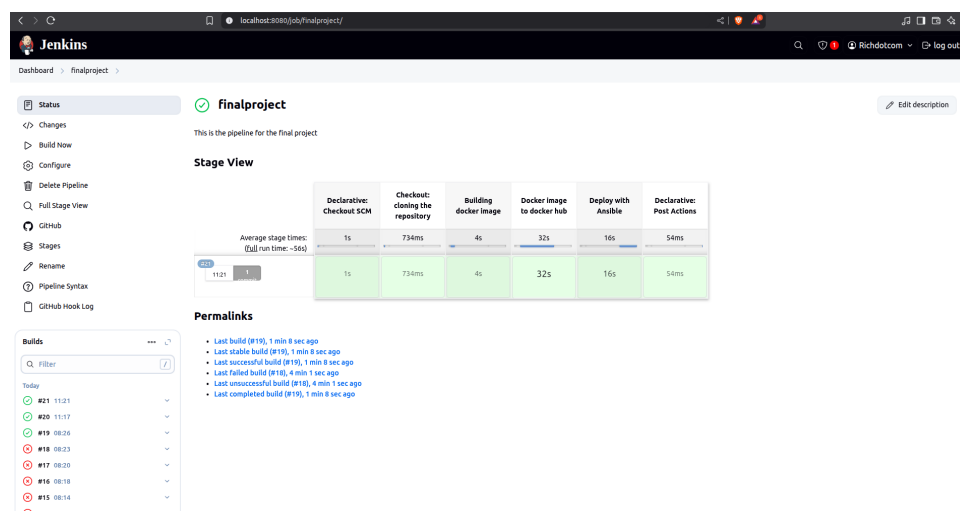 localhost:8080/job/finalproject/
Jenkins
1
Richdotcom
log out
Dashboard > finalproject >
Status
Changes
Build Now
Configure
Delete Pipeline
Full Stage View
GitHub
Stages
Rename
Pipeline Syntax
GitHub Hook Log
Builds
Filter
/
Today
#21 11:21
#20 11:17
#19 08:26
#18 08:23
#17 08:20
#16 08:18
#15 08:14
finalproject
Edit description
This is the pipeline for the final project
Stage View
Declarative: Checkout SCM
Checkout: cloning the repository
Building docker image
Docker image to docker hub
Deploy with Ansible
Declarative: Post Actions
Average stage times:
(full run time: ~56s)
1s 734ms 4s 32s 16s 54ms
#21
11:21 1
1s 734ms 4s 32s 16s 54ms
Permalinks
Last build (#19), 1 min 8 sec ago
Last stable build (#19), 1 min 8 sec ago
Last successful build (#19), 1 min 8 sec ago
Last failed build (#18), 4 min 1 sec ago
Last unsuccessful build (#18), 4 min 1 sec ago
Last completed build (#19), 1 min 8 sec ago